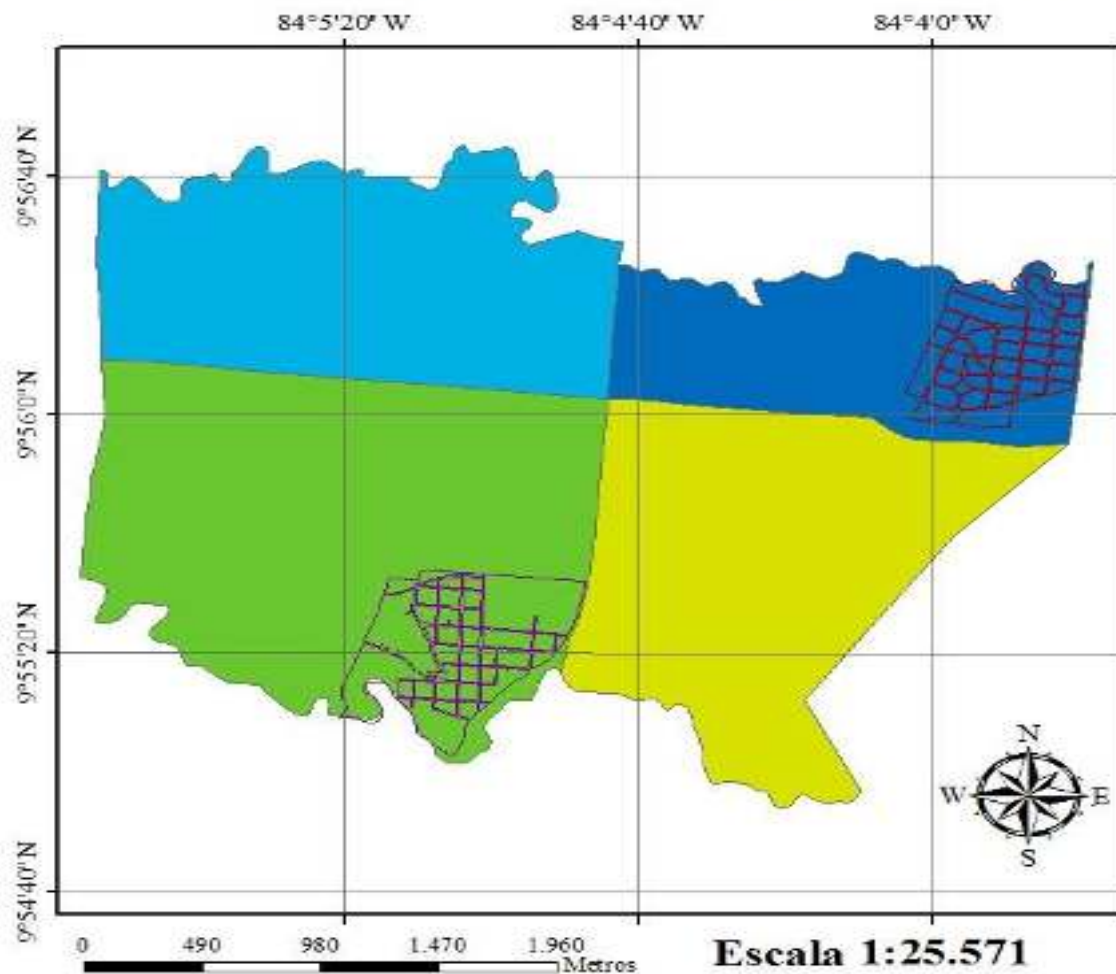 84°5'20" W 84°4'40" W 84°4'0" W
9°56'40" N
9°56'0" N
9°55'20" N
9°54'40" N
N
W E
S
0 490 980 1.470 1.960
Metros
Escala 1:25.571